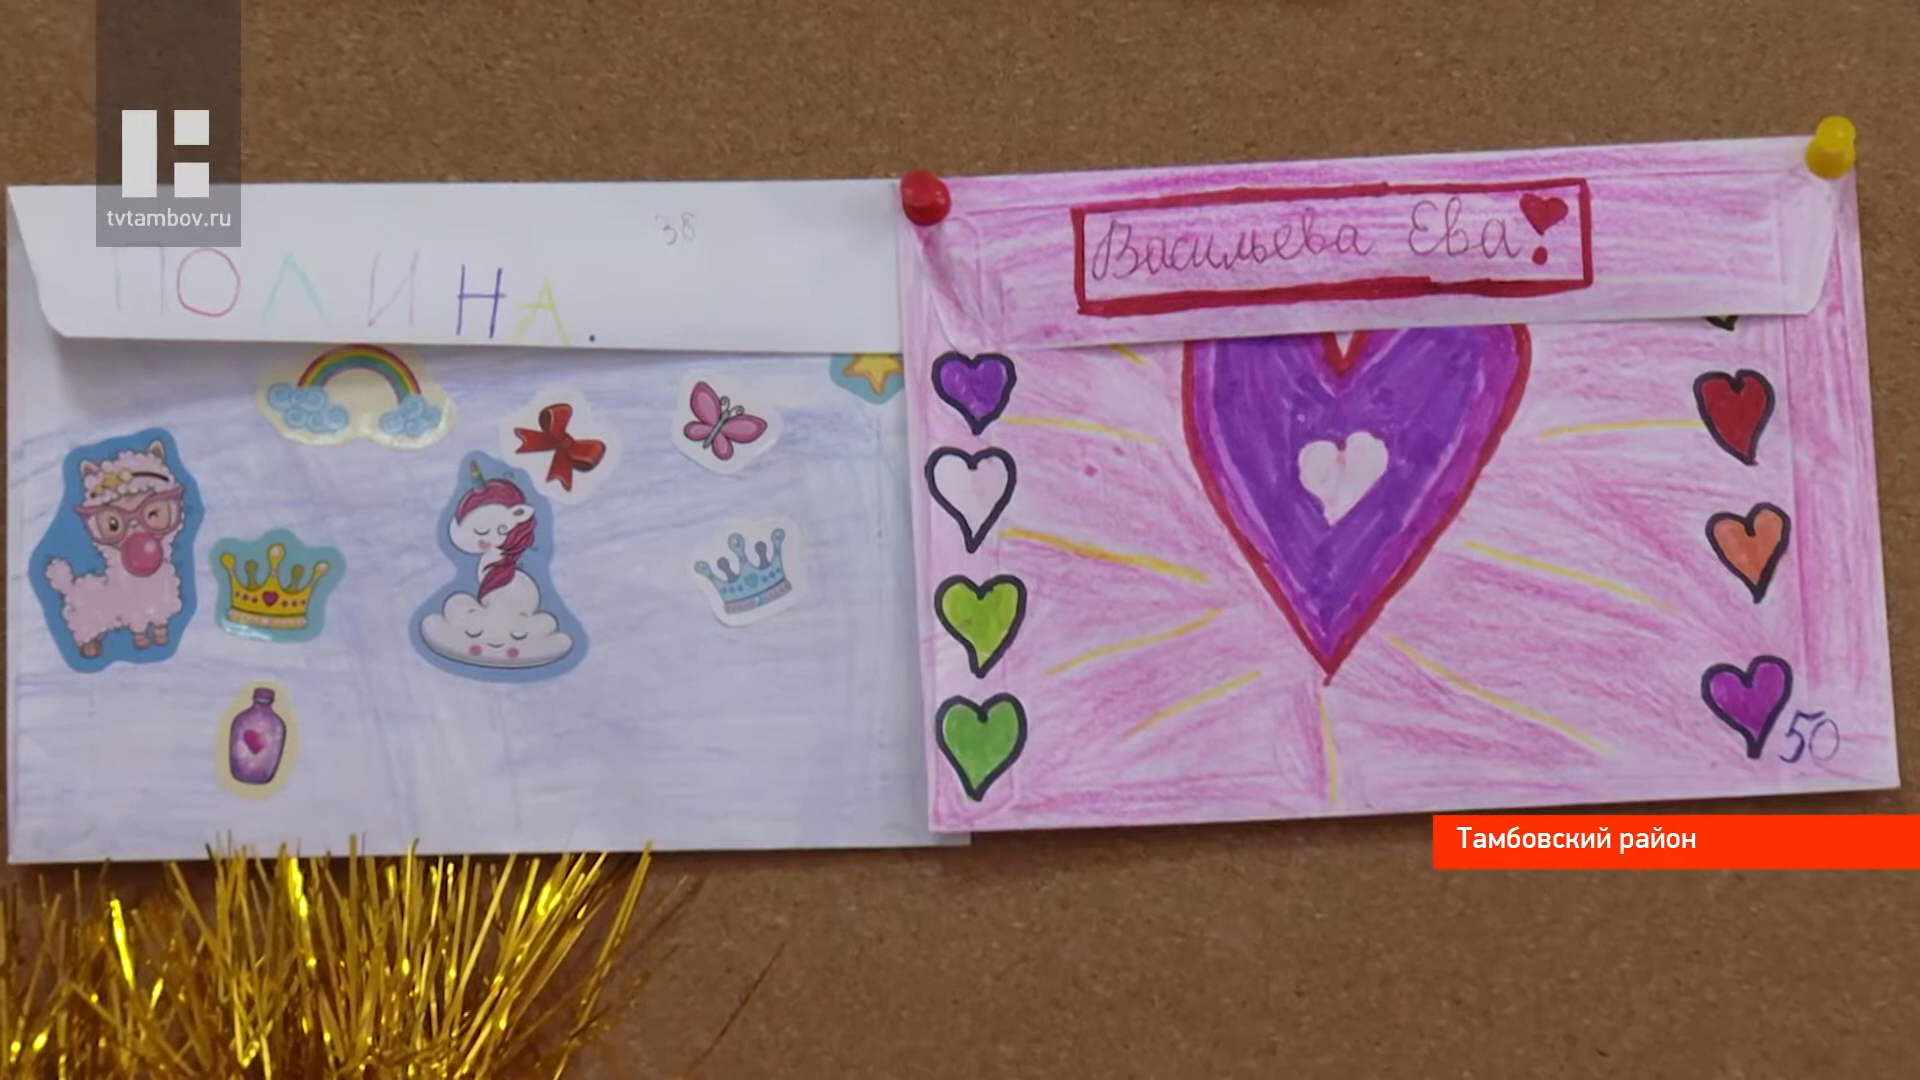 tvtambov.ru
ПОЛИНА.
38
Васильева Ева!
50
Тамбовский район